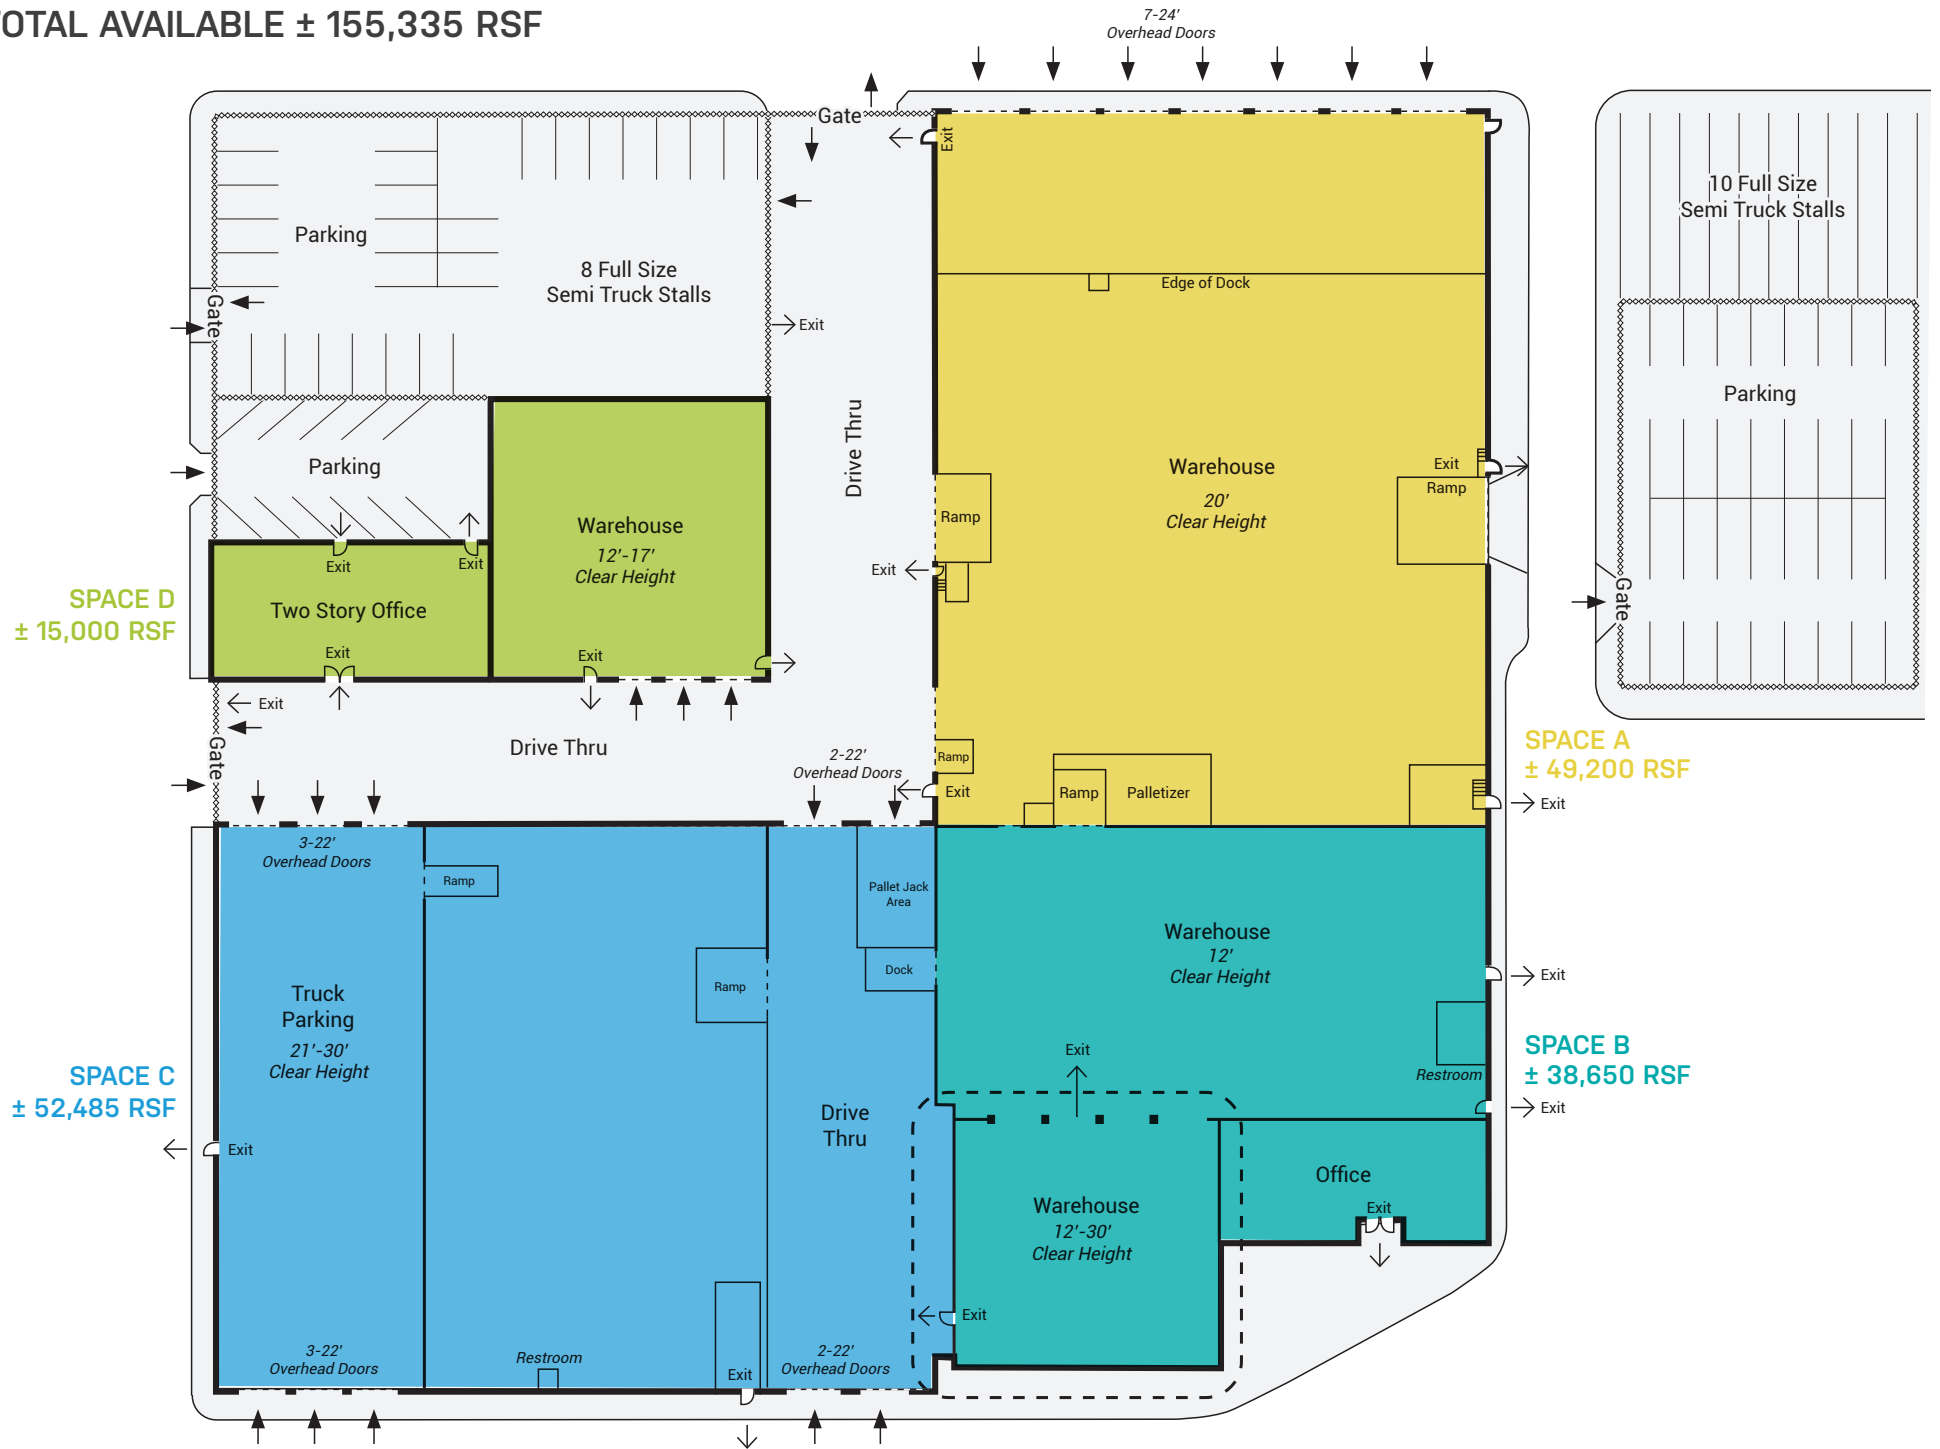 OTAL AVAILABLE ± 155,335 RSF
7-24'
Overhead Doors
Gate
Exit
10 Full Size
Semi Truck Stalls
Parking
8 Full Size
Semi Truck Stalls
Edge of Dock
Gate
Exit
Drive Thru
Parking
Parking
Warehouse
20'
Clear Height
Exit
Ramp
Ramp
Warehouse
12'-17'
Clear Height
Exit
Exit
Exit
Gate
SPACE D
± 15,000 RSF
Two Story Office
Exit
Exit
Exit
Gate
Drive Thru
2-22'
Overhead Doors
Ramp
Exit
Ramp
Palletizer
SPACE A
± 49,200 RSF
Exit
3-22'
Overhead Doors
Ramp
Pallet Jack
Area
Dock
Ramp
Warehouse
12'
Clear Height
Exit
Truck
Parking
21'-30'
Clear Height
SPACE C
± 52,485 RSF
Exit
Restroom
SPACE B
± 38,650 RSF
Exit
Drive
Thru
Exit
Office
Exit
Warehouse
12'-30'
Clear Height
Exit
3-22'
Overhead Doors
Restroom
Exit
2-22'
Overhead Doors